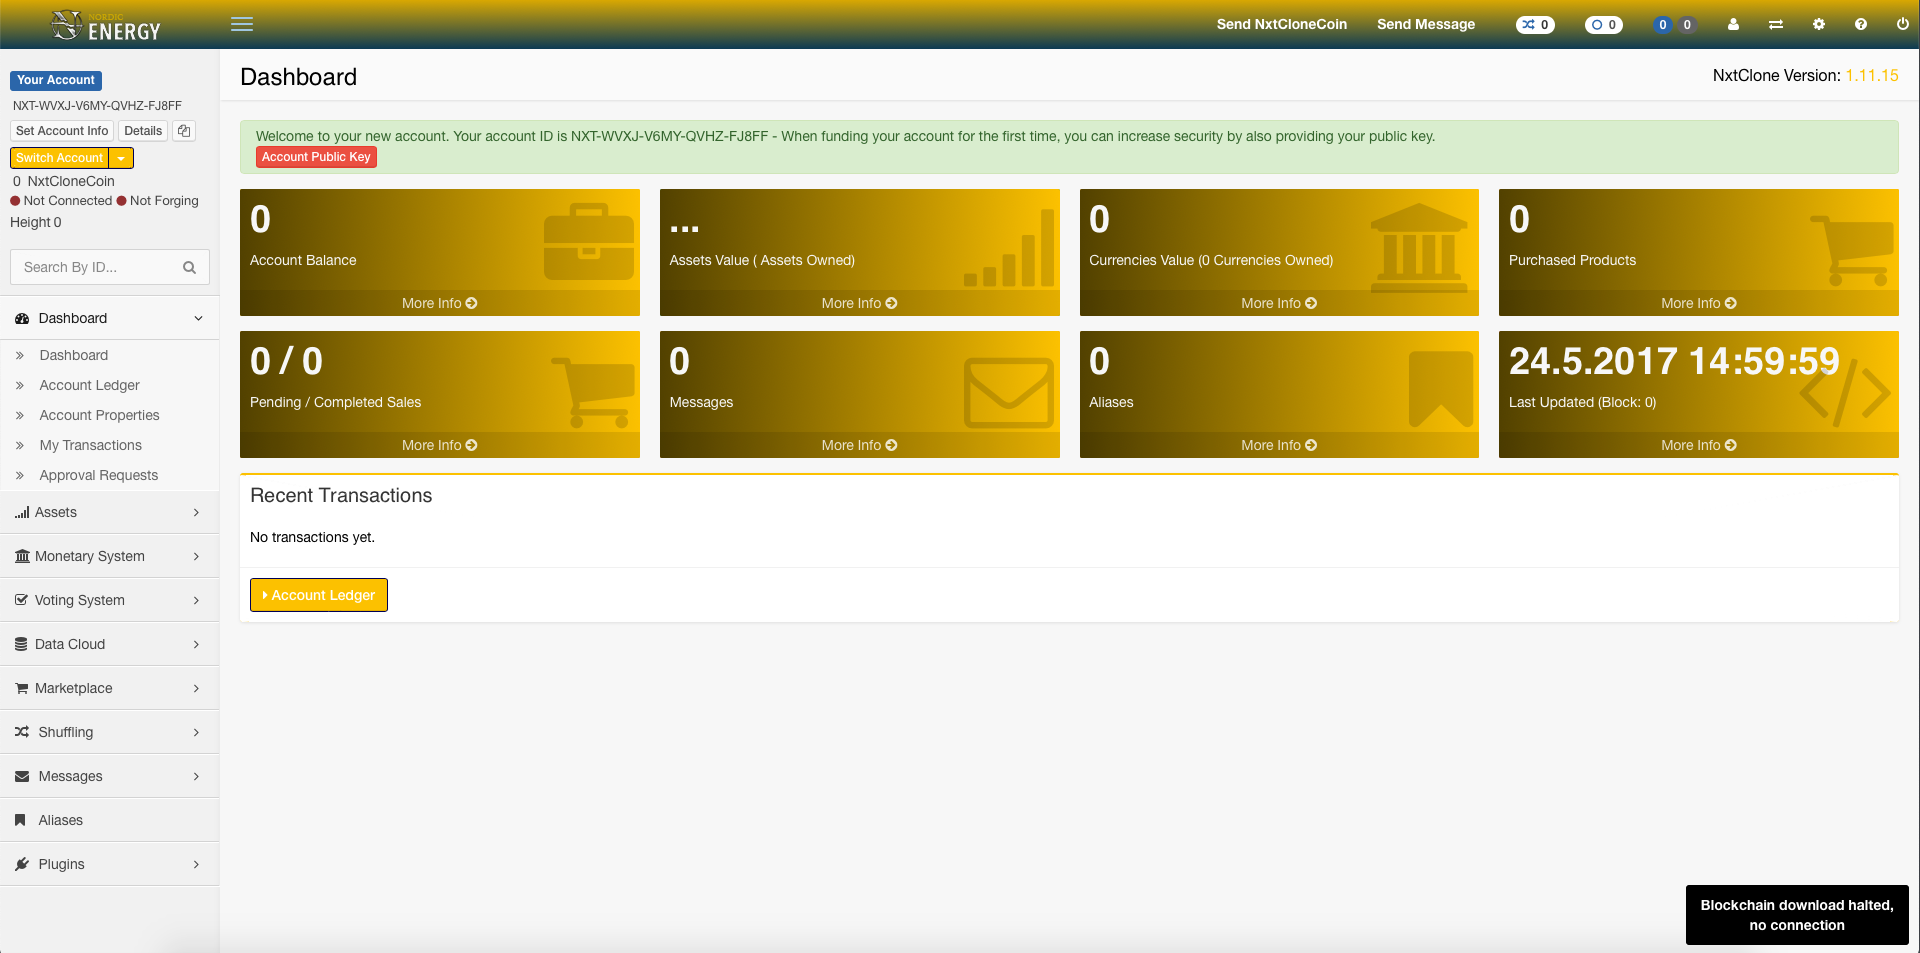 NORDIC
ENERGY
Send NxtCloneCoin
Send Message
0
0
0
0
Your Account
NXT-WVXJ-V6MY-QVHZ-FJ8FF
Set Account Info
Details
Switch Account
0 NxtCloneCoin
Not Connected
Not Forging
Height 0
Search By ID...
Dashboard
Dashboard
Account Ledger
Account Properties
My Transactions
Approval Requests
Assets
Monetary System
Voting System
Data Cloud
Marketplace
Shuffling
Messages
Aliases
Plugins
Dashboard
NxtClone Version: 1.11.15
Welcome to your new account. Your account ID is NXT-WVXJ-V6MY-QVHZ-FJ8FF - When funding your account for the first time, you can increase security by also providing your public key.
Account Public Key
0
Account Balance
More Info
...
Assets Value ( Assets Owned)
More Info
0
Currencies Value (0 Currencies Owned)
More Info
0
Purchased Products
More Info
0 / 0
Pending / Completed Sales
More Info
0
Messages
More Info
0
Aliases
More Info
24.5.2017 14:59:59
Last Updated (Block: 0)
More Info
Recent Transactions
No transactions yet.
Account Ledger
Blockchain download halted,
no connection